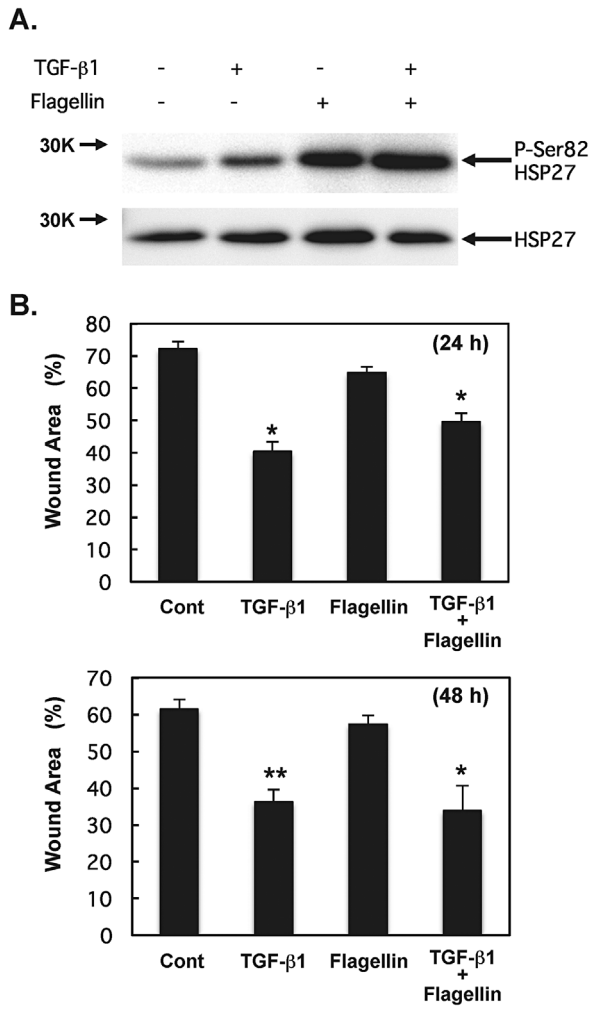 A.
TGF-β1 - + - +
Flagellin - - + +
30K
P-Ser82
HSP27
30K
HSP27
B.
80
70
60
50
40
30
20
10
0
Wound Area (%)
(24 h)
*
*
Cont
TGF-β1
Flagellin
TGF-β1
+
Flagellin
70
60
50
40
30
20
10
0
Wound Area (%)
(48 h)
**
*
Cont
TGF-β1
Flagellin
TGF-β1
+
Flagellin